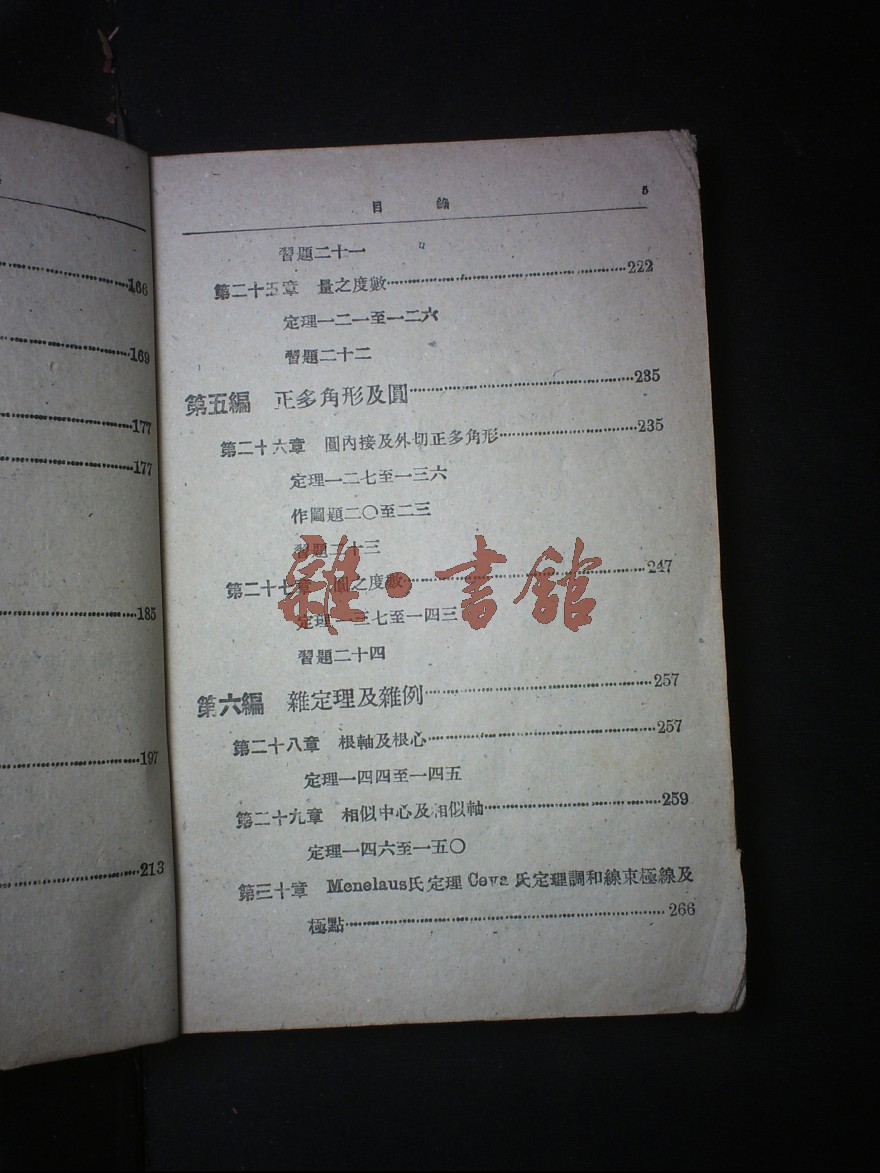 166
169
177
177
185
197
213
目錄 5
習題二十一
第二十五章 量之度數 222
定理一二一至一二六
習題二十二
第五編 正多角形及圓 235
第二十六章 圓內接及外切正多角形 235
定理一二七至一三六
作圖題二〇至二三
習題二十三
第二十七章 圓之度數 247
定理一三七至一四三
習題二十四
第六編 雜定理及雜例 257
第二十八章 根軸及根心 257
定理一四四至一四五
第二十九章 相似中心及相似軸 259
定理一四六至一五〇
第三十章 Menelaus氏定理 Ceva 氏定理調和線束極線及
極點 266
雜·書館